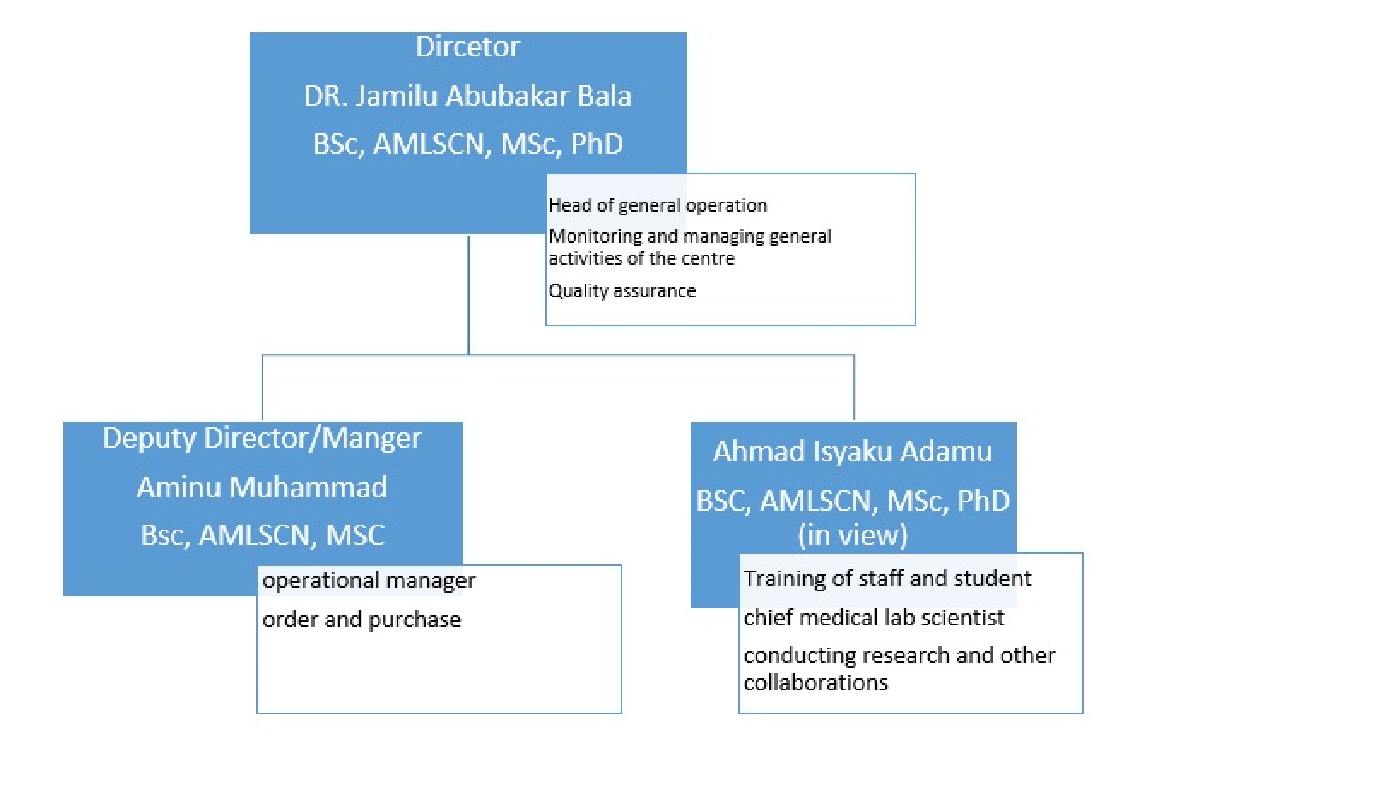 Dircetor
DR. Jamilu Abubakar Bala
BSc, AMLSCN, MSc, PhD
Head of general operation
Monitoring and managing general
activities of the centre
Quality assurance
Deputy Director/Manger
Aminu Muhammad
Bsc, AMLSCN, MSC
operational manager
order and purchase
Ahmad Isyaku Adamu
BSC, AMLSCN, MSc, PhD
(in view)
Training of staff and student
chief medical lab scientist
conducting research and other
collaborations